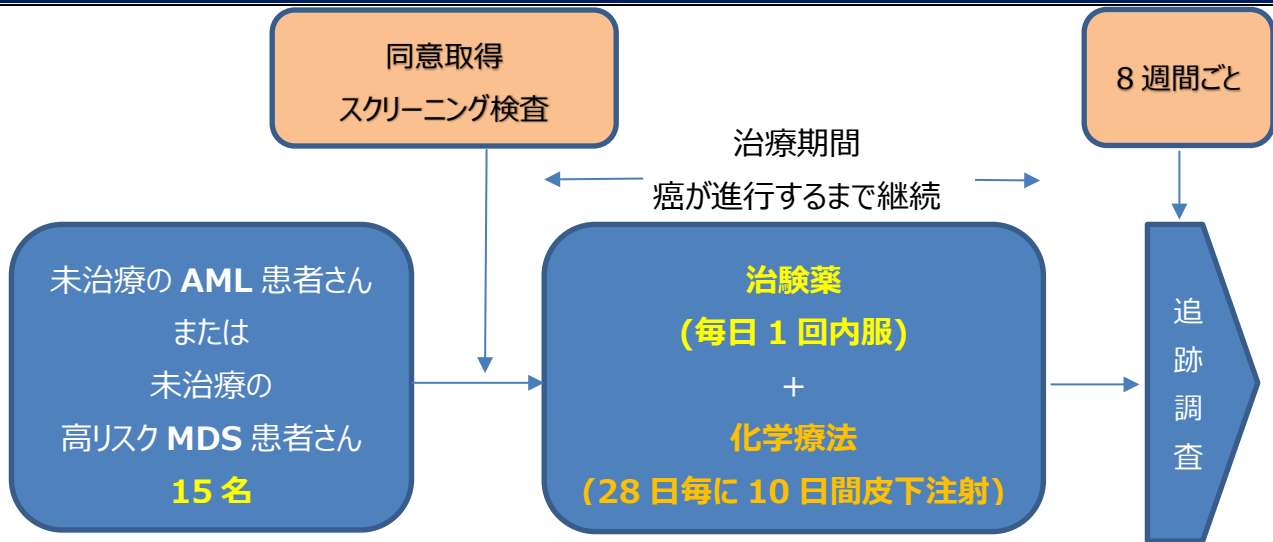 同意取得
スクリーニング検査
8 週間ごと
治療期間
癌が進行するまで継続
未治療の AML 患者さん
または
未治療の
高リスク MDS 患者さん
15 名
治験薬
(毎日 1 回内服)
+
化学療法
(28 日毎に 10 日間皮下注射)
追跡調査